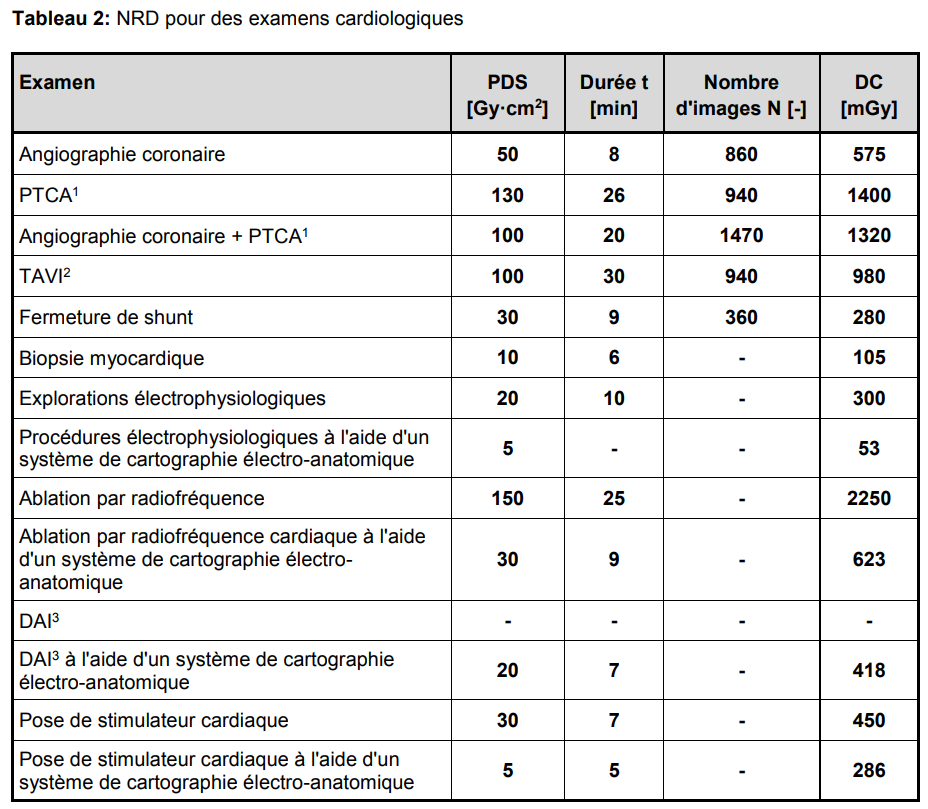 Tableau 2: NRD pour des examens cardiologiques
Examen PDS [Gy·cm²] Durée t [min] Nombre d'images N [-] DC [mGy]
Angiographie coronaire 50 8 860 575
PTCA¹ 130 26 940 1400
Angiographie coronaire + PTCA¹ 100 20 1470 1320
TAVI² 100 30 940 980
Fermeture de shunt 30 9 360 280
Biopsie myocardique 10 6 - 105
Explorations électrophysiologiques 20 10 - 300
Procédures électrophysiologiques à l'aide d'un
système de cartographie électro-anatomique 5 - - 53
Ablation par radiofréquence 150 25 - 2250
Ablation par radiofréquence cardiaque à l'aide
d'un système de cartographie électro-
anatomique 30 9 - 623
DAI³ - - - -
DAI³ à l'aide d'un système de cartographie
électro-anatomique 20 7 - 418
Pose de stimulateur cardiaque 30 7 - 450
Pose de stimulateur cardiaque à l'aide d'un
système de cartographie électro-anatomique 5 5 - 286